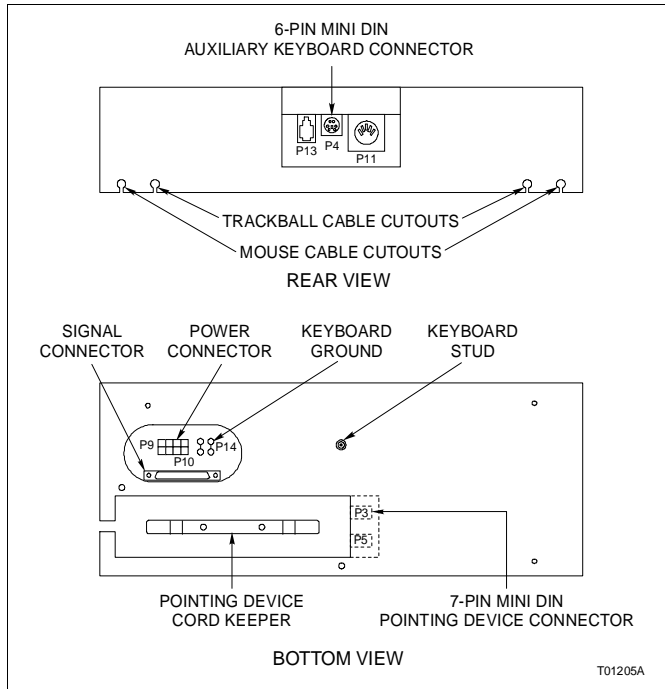 6-PIN MINI DIN
AUXILIARY KEYBOARD CONNECTOR
P13
P4
P11
TRACKBALL CABLE CUTOUTS
MOUSE CABLE CUTOUTS
REAR VIEW
SIGNAL
CONNECTOR
POWER
CONNECTOR
KEYBOARD
GROUND
KEYBOARD
STUD
P9
P14
P10
P3
P5
POINTING DEVICE
CORD KEEPER
7-PIN MINI DIN
POINTING DEVICE CONNECTOR
BOTTOM VIEW
T01205A